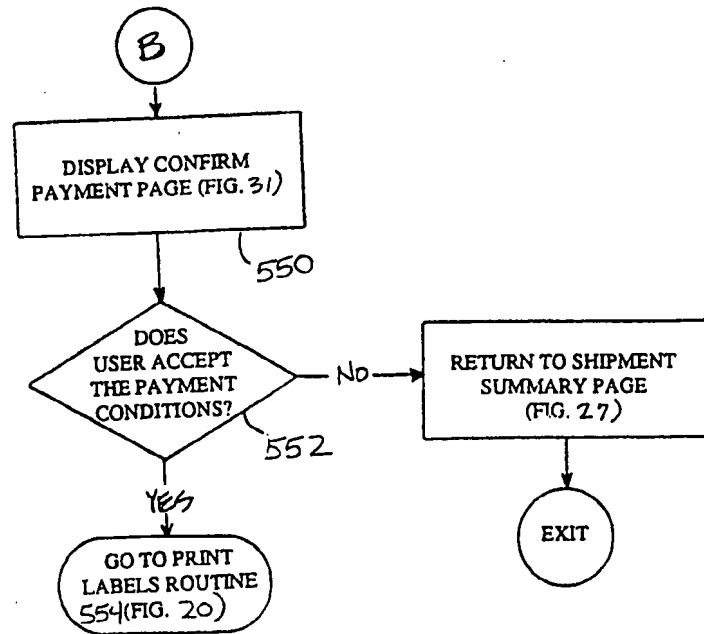 B
DISPLAY CONFIRM
PAYMENT PAGE (FIG. 31)
550
DOES
USER ACCEPT
THE PAYMENT
CONDITIONS?
552
NO
RETURN TO SHIPMENT
SUMMARY PAGE
(FIG. 27)
EXIT
YES
GO TO PRINT
LABELS ROUTINE
554(FIG. 20)